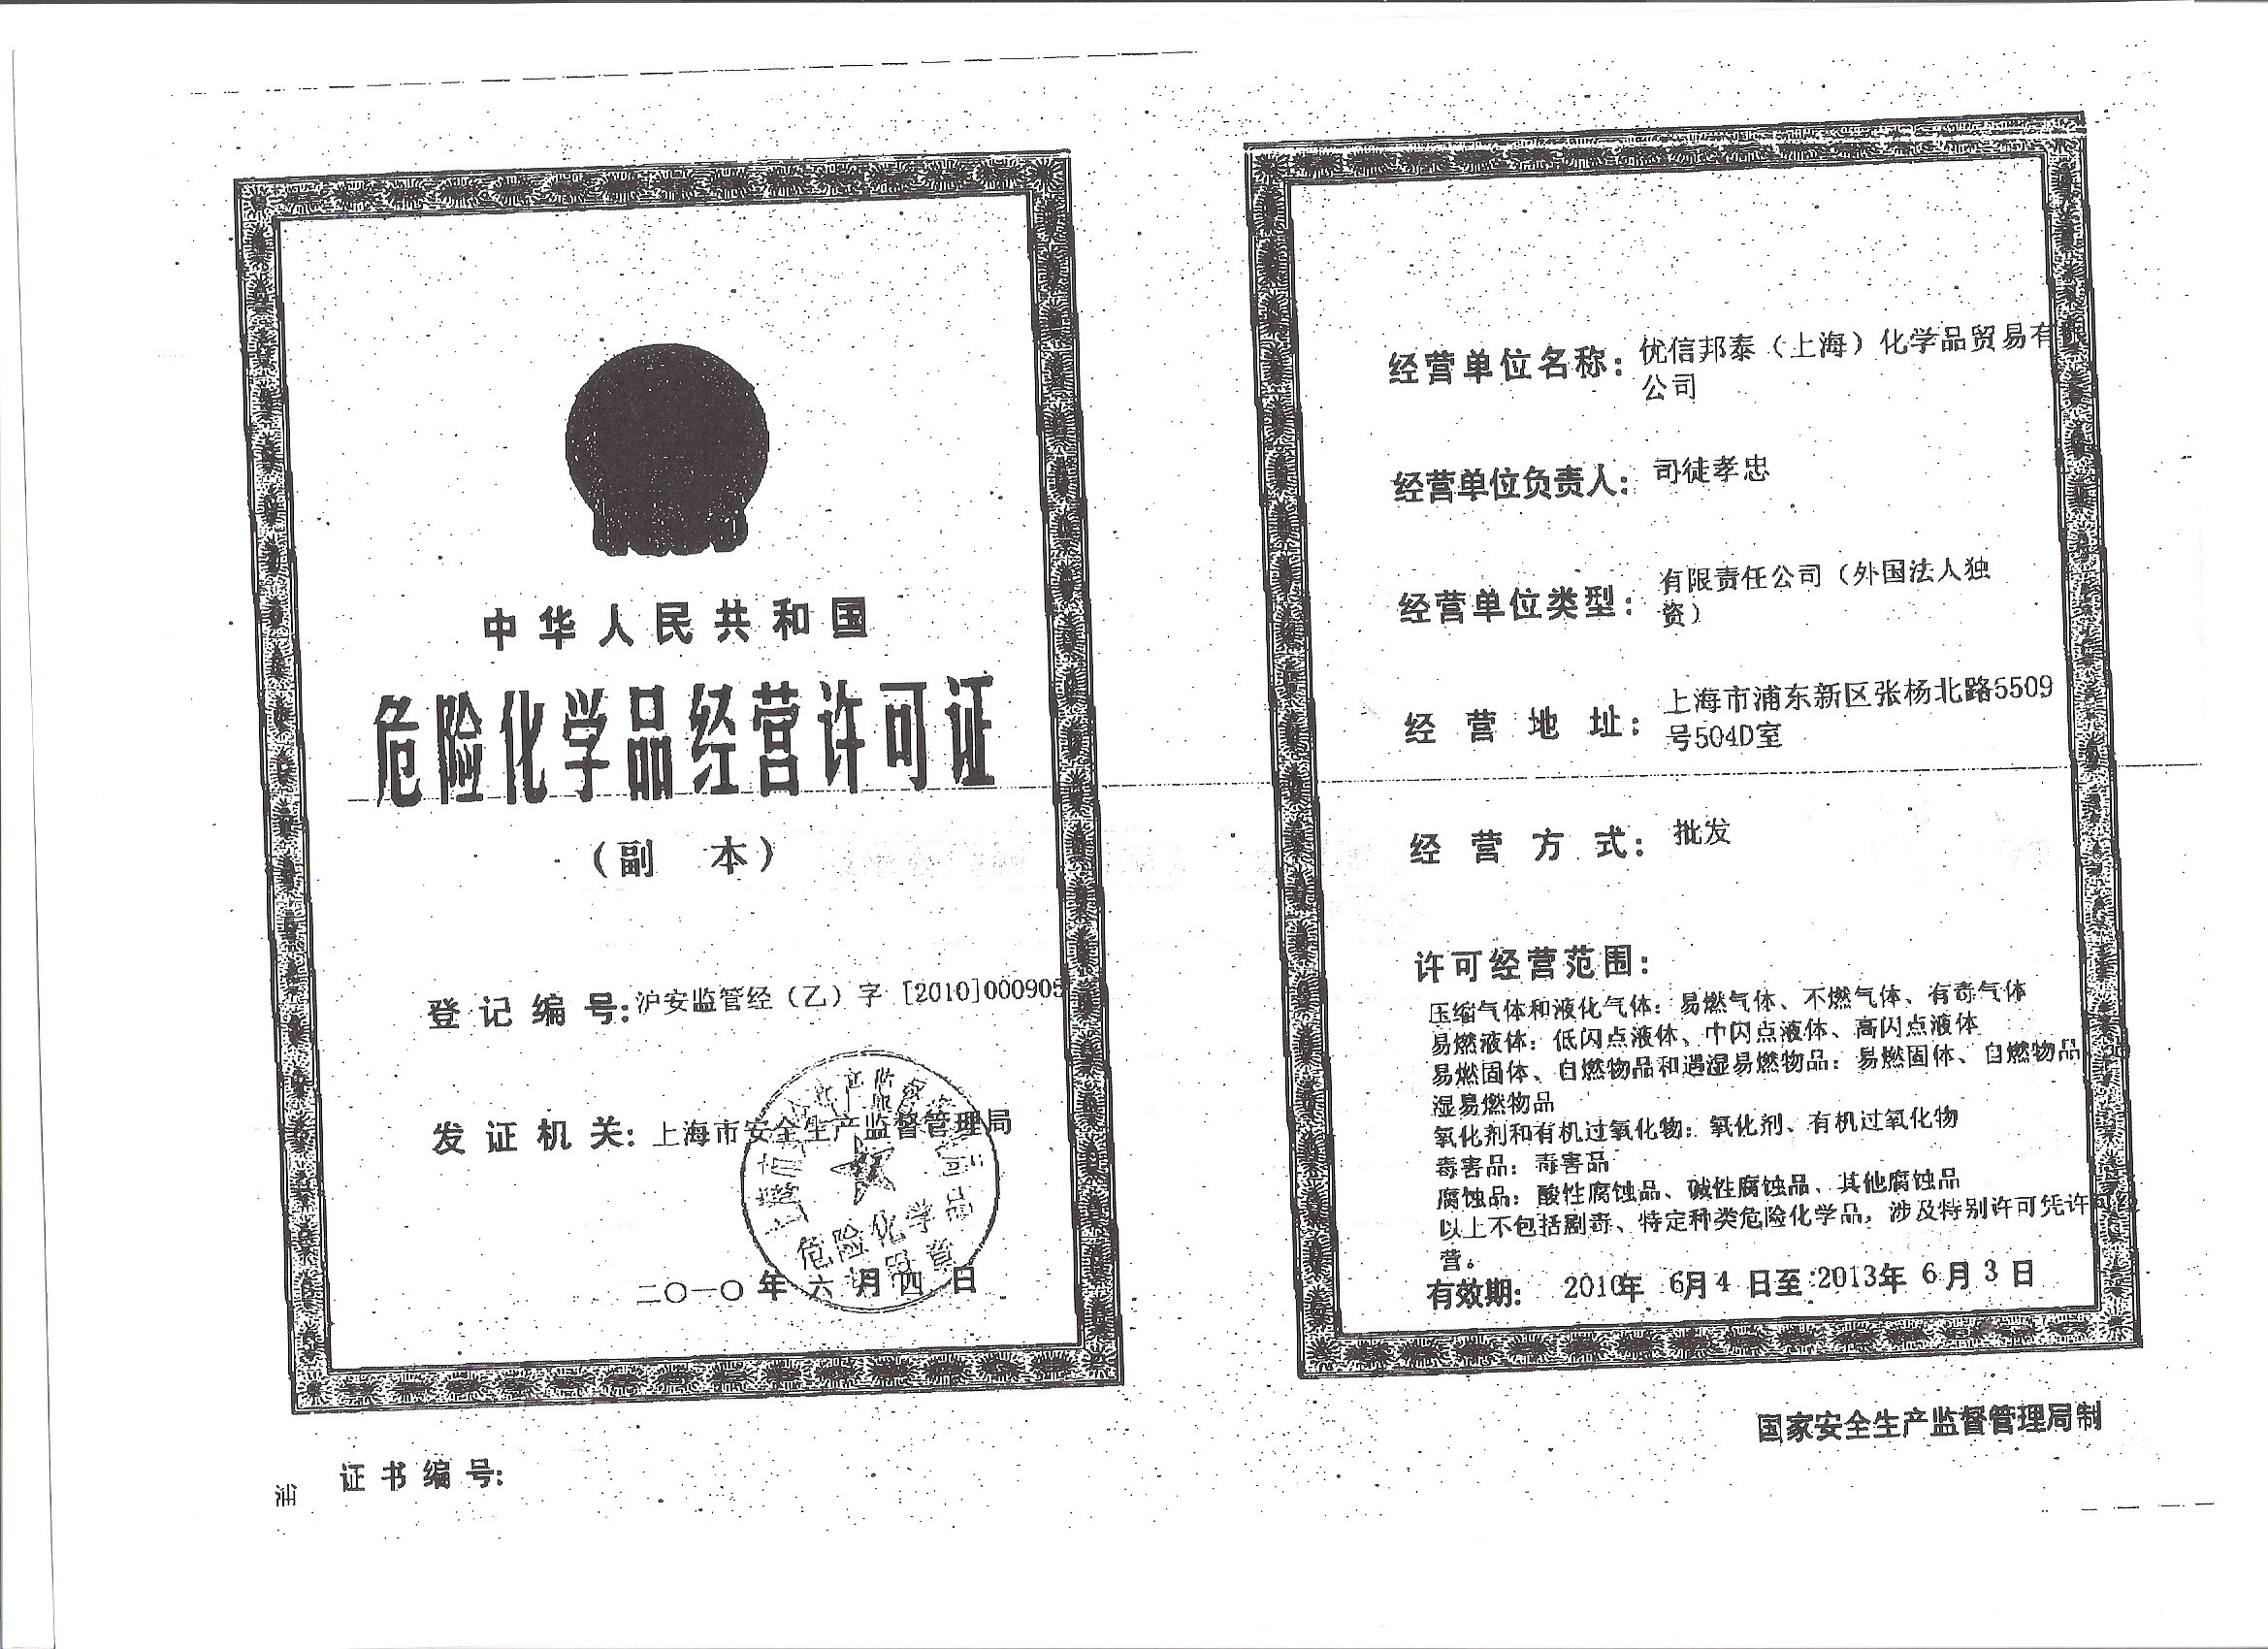 中华人民共和国
危险化学品经营许可证
（副 本）
登记编号：沪安监管经（乙）字 [2010]000905
发证机关：上海市安全生产监督管理局
危险化学
二〇一〇年六月四日
证书编号：
浦
经营单位名称：优信邦泰（上海）化学品贸易有限
公司
经营单位负责人：司徒孝忠
经营单位类型：有限责任公司（外国法人独
资）
经营地址：上海市浦东新区张杨北路5509
号504D室
经营方式：批发
许可经营范围：
压缩气体和液化气体：易燃气体、不燃气体、有毒气体
易燃液体：低闪点液体、中闪点液体、高闪点液体
易燃固体、自燃物品和遇湿易燃物品：易燃固体、自燃物品、遇
湿易燃物品
氧化剂和有机过氧化物：氧化剂、有机过氧化物
毒害品：毒害品
腐蚀品：酸性腐蚀品、碱性腐蚀品、其他腐蚀品
以上不包括剧毒、特定种类危险化学品，涉及特别许可凭许可经
营。
有效期：2010年 6月 4 日至 2013年 6 月 3 日
国家安全生产监督管理局制